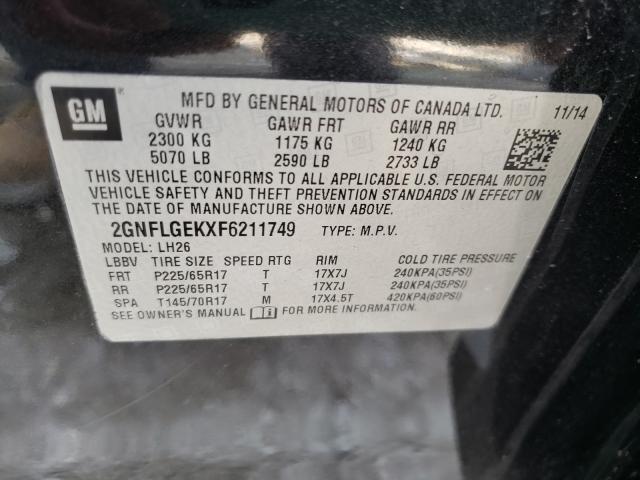 GM
MFD BY GENERAL MOTORS OF CANADA LTD. 11/14
GVWR GAWR FRT GAWR RR
2300 KG 1175 KG 1240 KG
5070 LB 2590 LB 2733 LB
THIS VEHICLE CONFORMS TO ALL APPLICABLE U.S. FEDERAL MOTOR
VEHICLE SAFETY AND THEFT PREVENTION STANDARDS IN EFFECT ON
THE DATE OF MANUFACTURE SHOWN ABOVE.
2GNFLGEKXF6211749 TYPE: M.P.V.
MODEL: LH26
LBBV TIRE SIZE SPEED RTG RIM COLD TIRE PRESSURE
FRT P225/65R17 T 17X7J 240KPA(35PSI)
RR P225/65R17 T 17X7J 240KPA(35PSI)
SPA T145/70R17 M 17X4.5T 420KPA(60PSI)
SEE OWNER'S MANUAL FOR MORE INFORMATION.